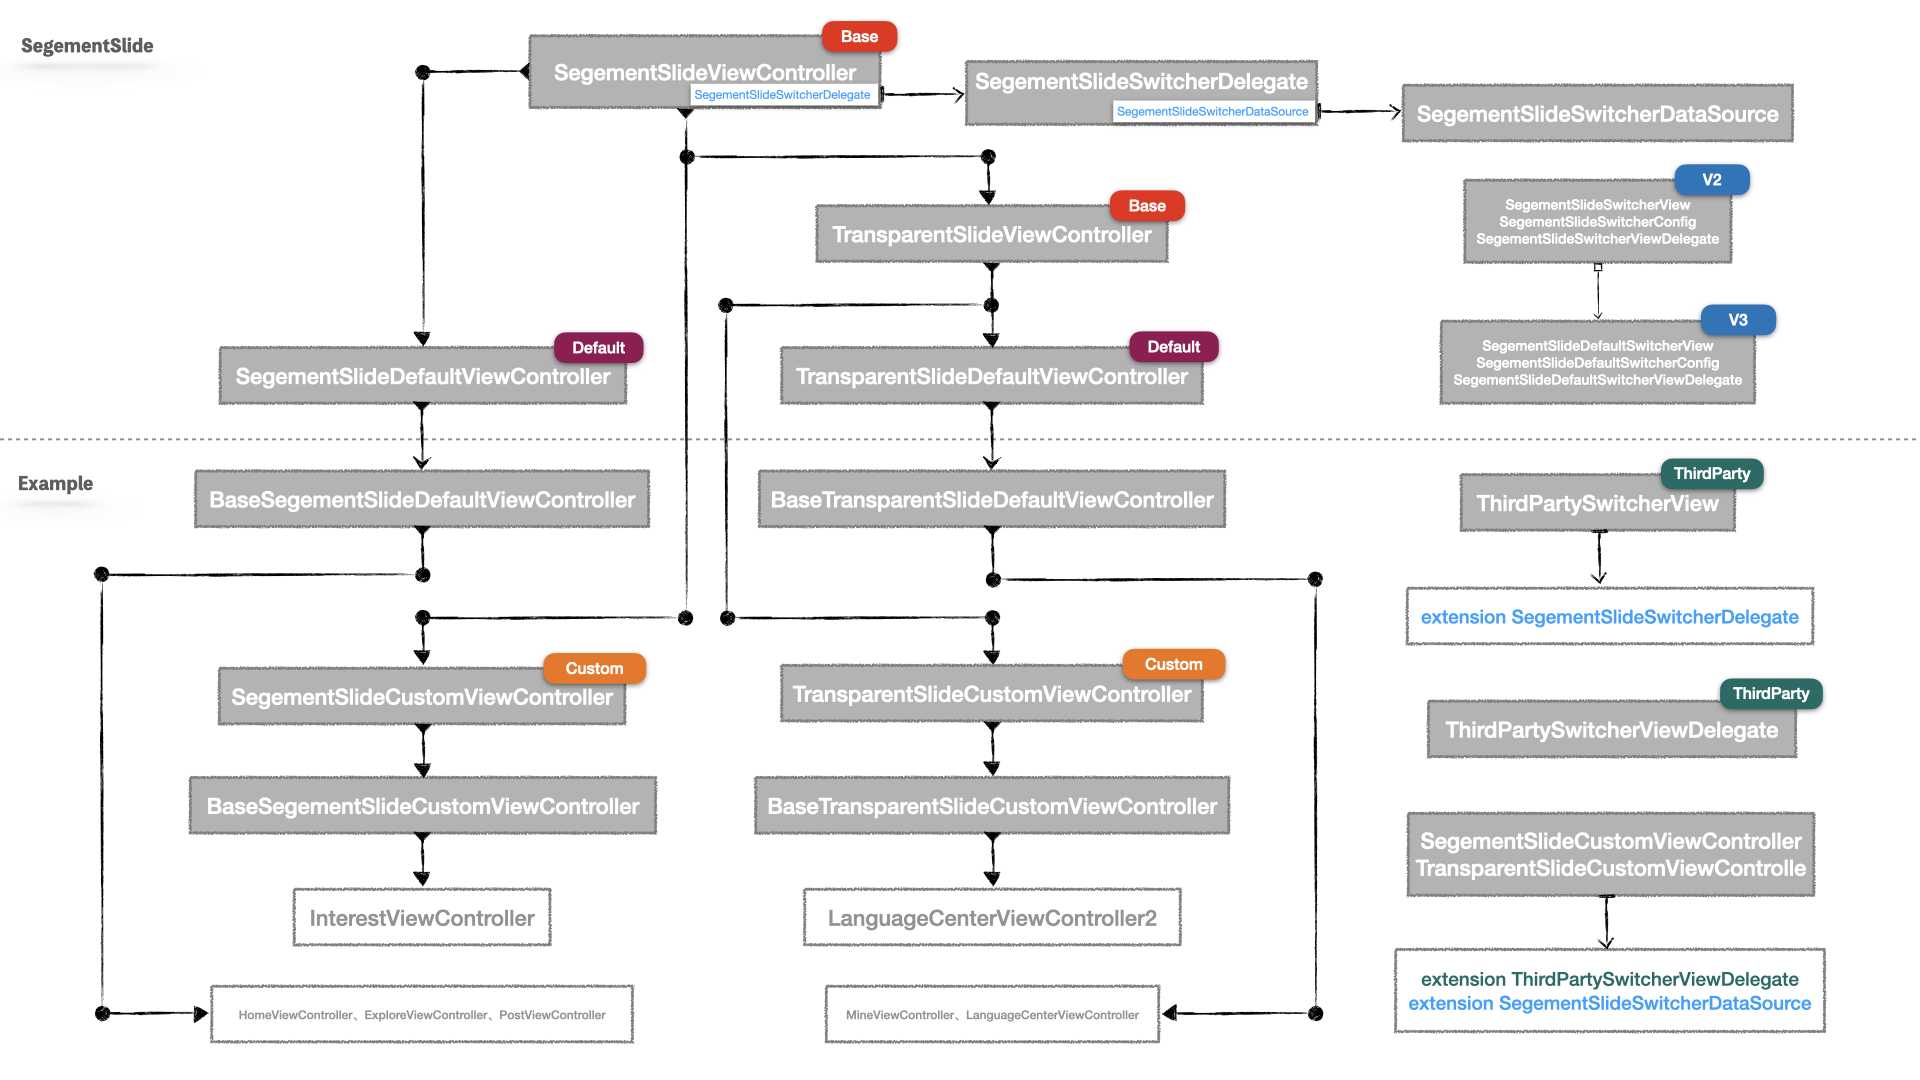 SegementSlide
Base
SegementSlideViewController
SegementSlideSwitcherDelegate
SegementSlideSwitcherDelegate
SegementSlideSwitcherDataSource
SegementSlideSwitcherDataSource
Base
TransparentSlideViewController
V2
SegementSlideSwitcherView
SegementSlideSwitcherConfig
SegementSlideSwitcherViewDelegate
V3
SegementSlideDefaultSwitcherView
SegementSlideDefaultSwitcherConfig
SegementSlideDefaultSwitcherViewDelegate
Default
SegementSlideDefaultViewController
Default
TransparentSlideDefaultViewController
Example
BaseSegementSlideDefaultViewController
BaseTransparentSlideDefaultViewController
ThirdParty
ThirdPartySwitcherView
extension SegementSlideSwitcherDelegate
Custom
SegementSlideCustomViewController
Custom
TransparentSlideCustomViewController
ThirdParty
ThirdPartySwitcherViewDelegate
BaseSegementSlideCustomViewController
BaseTransparentSlideCustomViewController
SegementSlideCustomViewController
TransparentSlideCustomViewControlle
InterestViewController
LanguageCenterViewController2
extension ThirdPartySwitcherViewDelegate
extension SegementSlideSwitcherDataSource
HomeViewController、ExploreViewController、PostViewController
MineViewController、LanguageCenterViewController